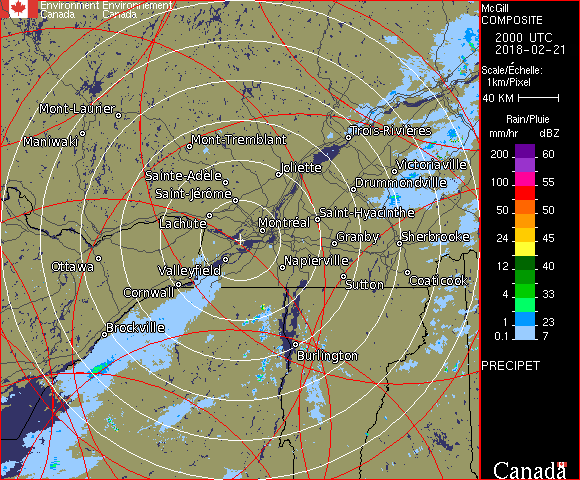 Environment Environnement
Canada Canada
McGill
COMPOSITE
2000 UTC
2018-02-21
Scale/Échelle:
1km/Pixel
40 KM
Rain/Pluie
mm/hr dBZ
200 60
100 55
50 50
24 45
12 40
4 33
1 23
0.1 7
PRECIPET
Canada
Mont-Laurier
Maniwaki
Mont-Tremblant
Trois-Rivières
Joliette
Victoriaville
Sainte-Adèle
Drummondville
Saint-Jérôme
Saint-Hyacinthe
Lachute
Montréal
Granby
Sherbrooke
Ottawa
Valleyfield
Napierville
Cornwall
Sutton
Coaticook
Brockville
Burlington